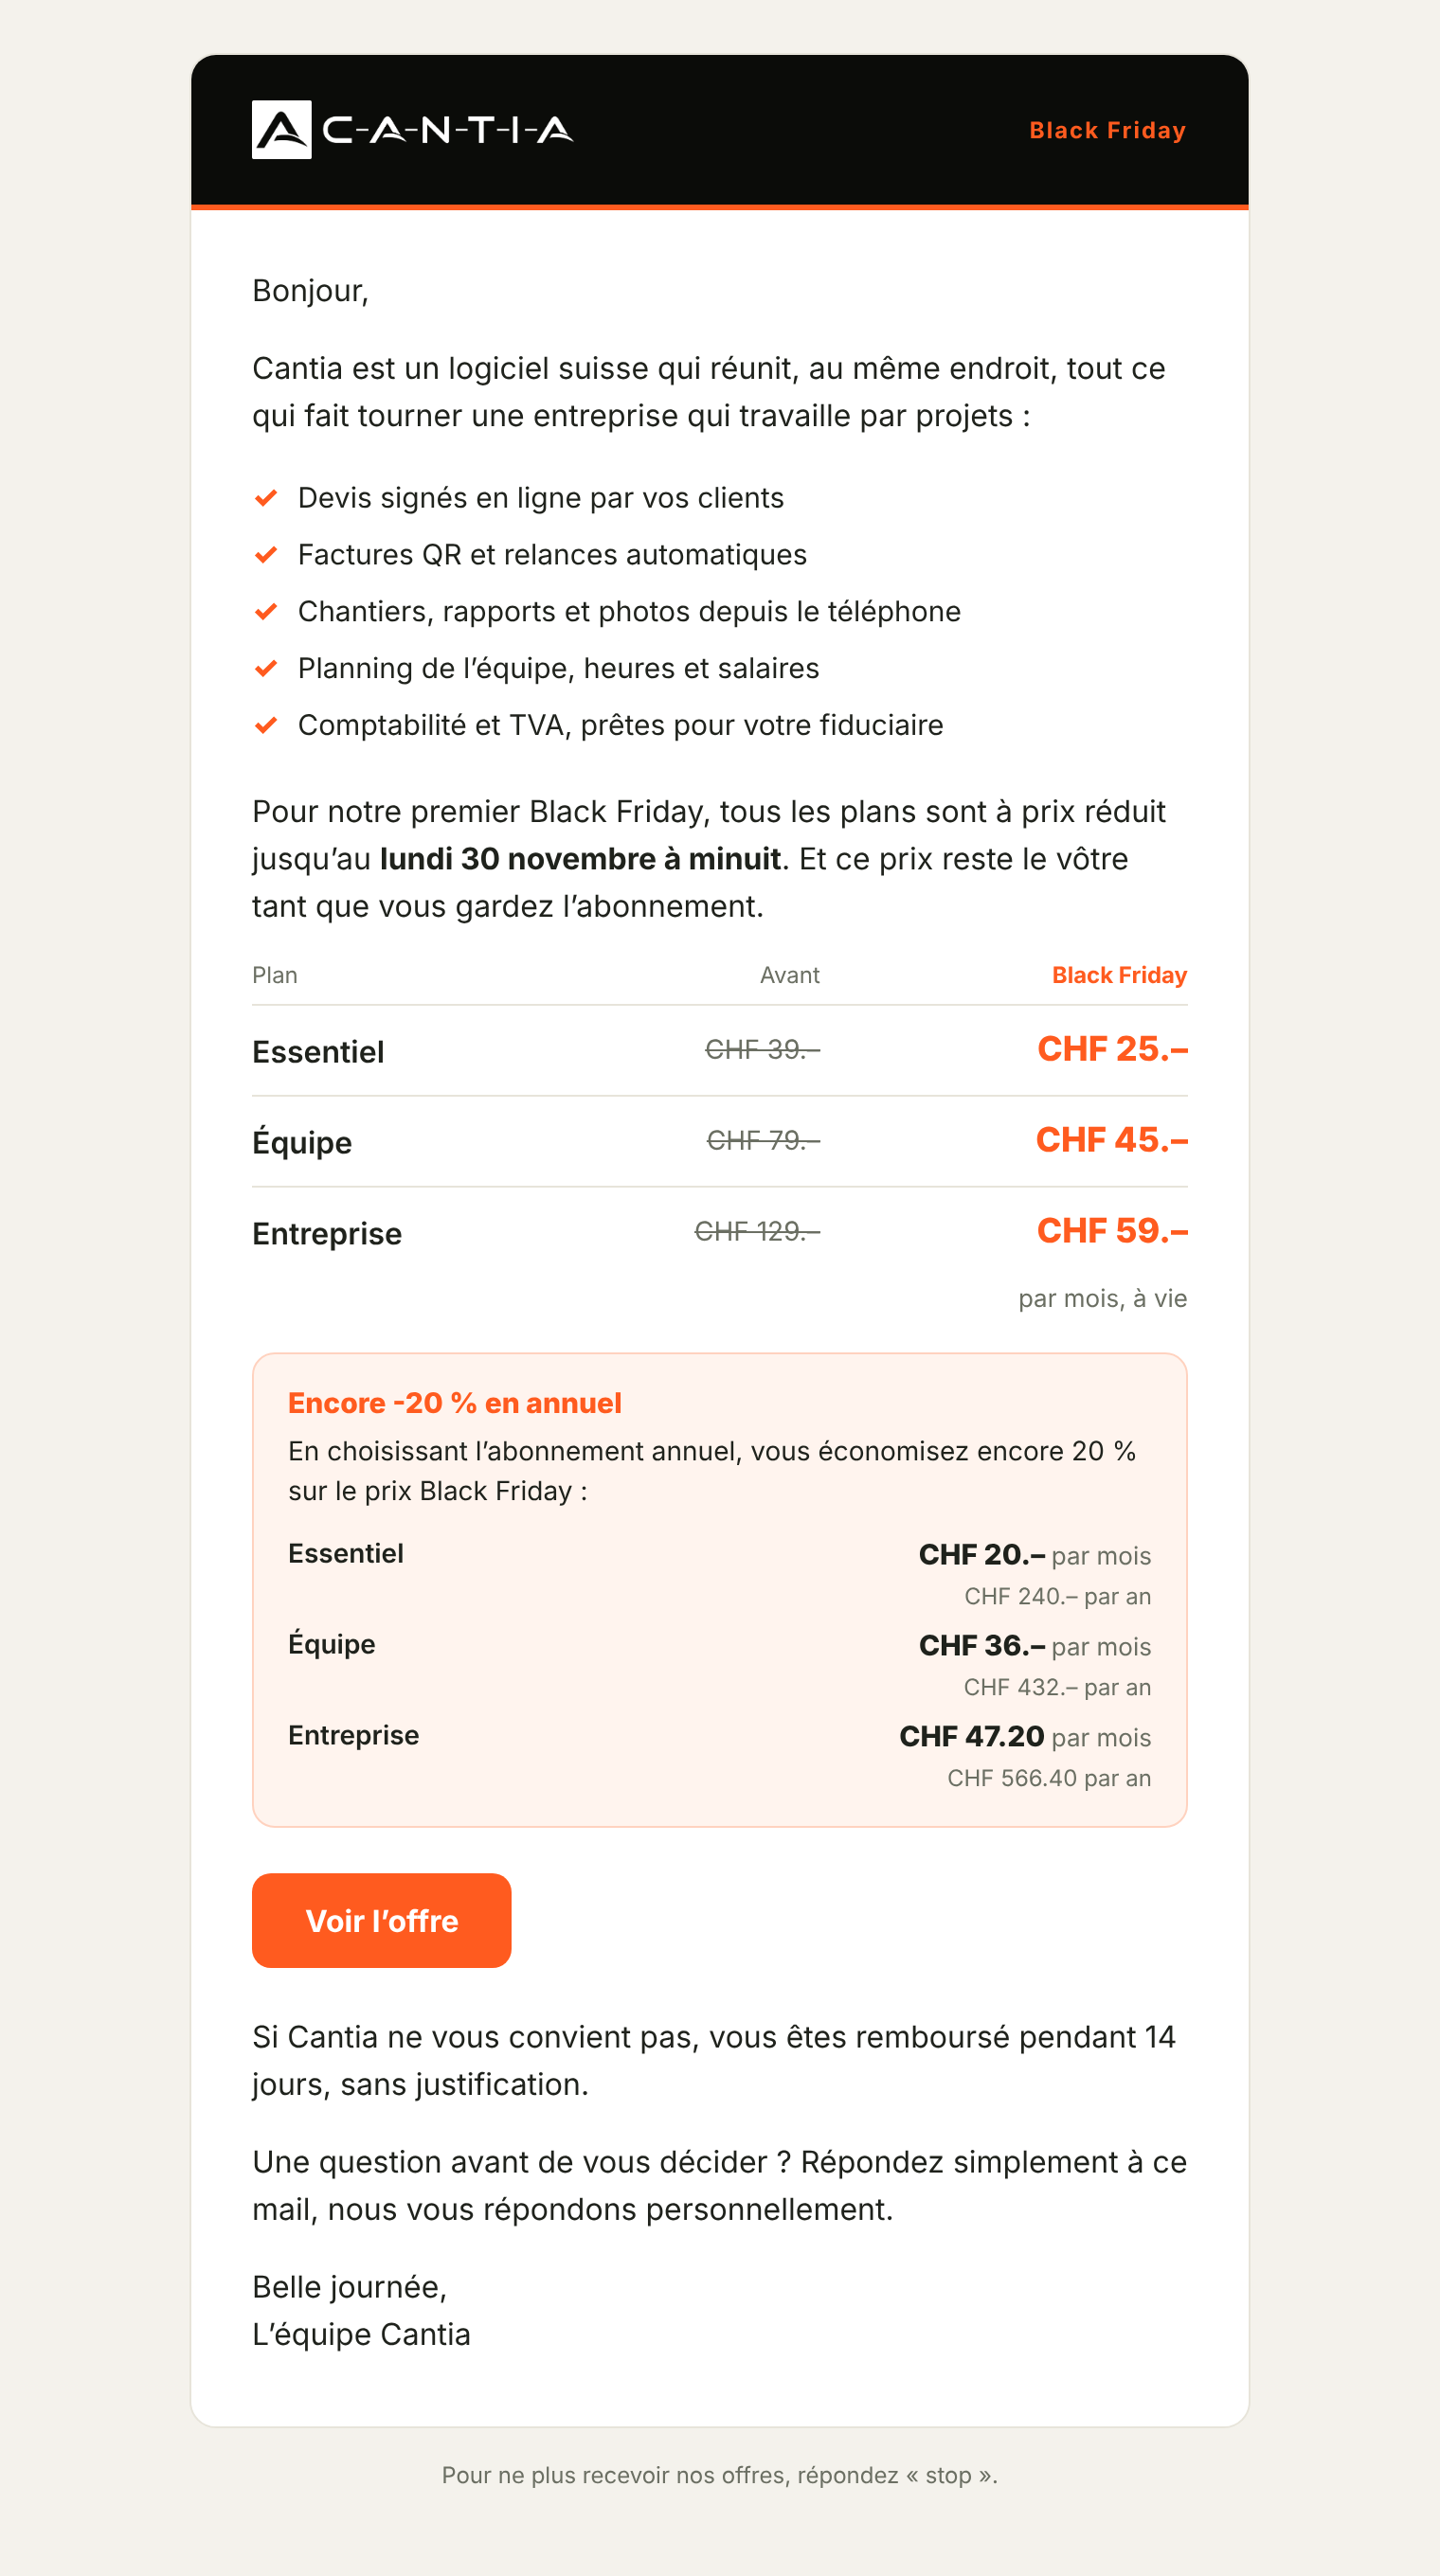 A C-A-N-T-I-A
Black Friday
Bonjour,
Cantia est un logiciel suisse qui réunit, au même endroit, tout ce
qui fait tourner une entreprise qui travaille par projets :
Devis signés en ligne par vos clients
Factures QR et relances automatiques
Chantiers, rapports et photos depuis le téléphone
Planning de l’équipe, heures et salaires
Comptabilité et TVA, prêtes pour votre fiduciaire
Pour notre premier Black Friday, tous les plans sont à prix réduit
jusqu’au lundi 30 novembre à minuit. Et ce prix reste le vôtre
tant que vous gardez l’abonnement.
Plan Avant Black Friday
Essentiel CHF 39.– CHF 25.–
Équipe CHF 79.– CHF 45.–
Entreprise CHF 129.– CHF 59.–
par mois, à vie
Encore -20 % en annuel
En choisissant l’abonnement annuel, vous économisez encore 20 %
sur le prix Black Friday :
Essentiel CHF 20.– par mois
CHF 240.– par an
Équipe CHF 36.– par mois
CHF 432.– par an
Entreprise CHF 47.20 par mois
CHF 566.40 par an
Voir l’offre
Si Cantia ne vous convient pas, vous êtes remboursé pendant 14
jours, sans justification.
Une question avant de vous décider ? Répondez simplement à ce
mail, nous vous répondons personnellement.
Belle journée,
L’équipe Cantia
Pour ne plus recevoir nos offres, répondez « stop ».